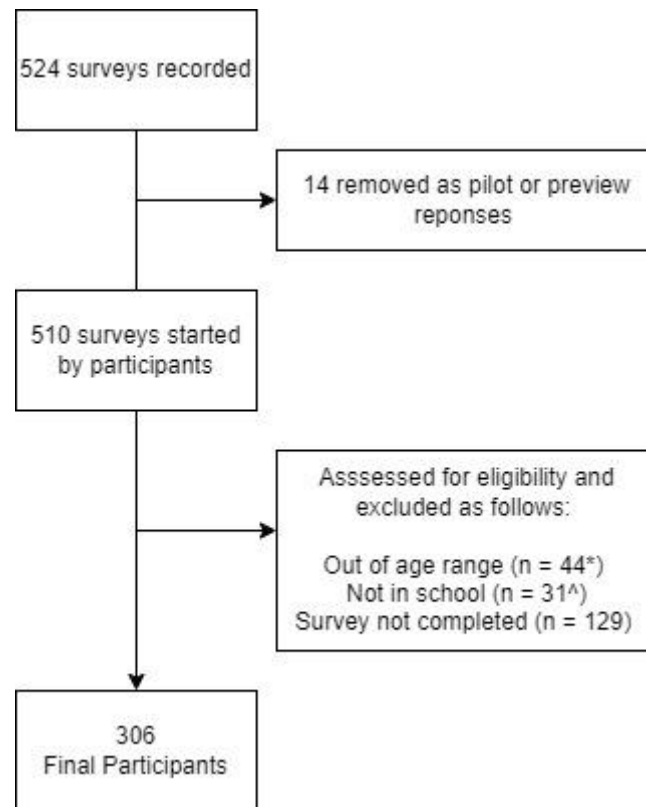 524 surveys recorded
14 removed as pilot or preview
reponses
510 surveys started
by participants
Asssessed for eligibility and
excluded as follows:
Out of age range (n = 44*)
Not in school (n = 31^)
Survey not completed (n = 129)
306
Final Participants